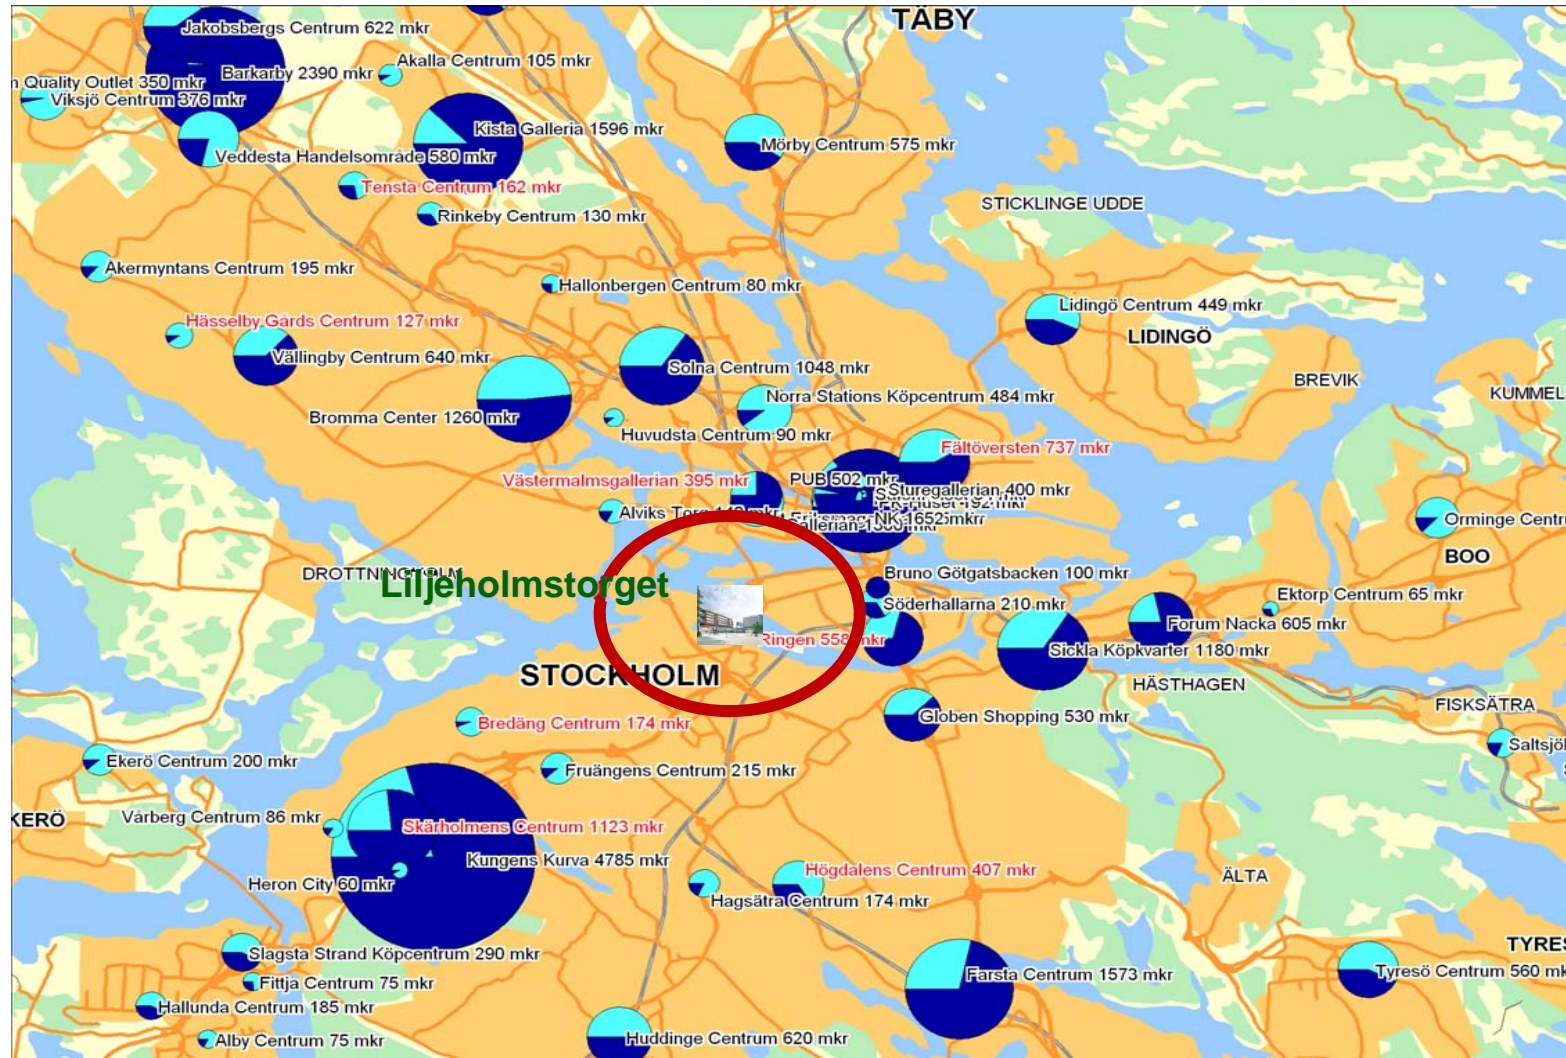 TÄBY
Jakobsbergs Centrum 622 mkr
Akalla Centrum 105 mkr
Barkarby 2390 mkr
Quality Outlet 350 mkr
Viksjö Centrum 376 mkr
Kista Galleria 1596 mkr
Mörby Centrum 575 mkr
Veddesta Handelsområde 580 mkr
Tensta Centrum 162 mkr
Rinkeby Centrum 130 mkr
STICKLINGE UDDE
Åkermyntans Centrum 195 mkr
Hallonbergen Centrum 80 mkr
Lidingö Centrum 449 mkr
Hässelby Gårds Centrum 127 mkr
LIDINGÖ
Vällingby Centrum 640 mkr
Solna Centrum 1048 mkr
BREVIK
KUMMEL
Norra Stations Köpcentrum 484 mkr
Bromma Center 1260 mkr
Huvudsta Centrum 90 mkr
Fältöversten 737 mkr
Västermalmsgallerian 395 mkr
PUB 502 mkr
Sturegallerian 400 mkr
Alviks Torg mkr
NK 1652
Gallerian
Orminge Centr
BOO
DROTTNINGHOLM
Liljeholmstorget
Bruno Götgatsbacken 100 mkr
Söderhallarna 210 mkr
Ektorp Centrum 65 mkr
Forum Nacka 605 mkr
Ringen 558 mkr
Sickla Köpkvarter 1180 mkr
STOCKHOLM
HÄSTHAGEN
FISKSÄTRA
Bredäng Centrum 174 mkr
Globen Shopping 530 mkr
Saltsjö
Ekerö Centrum 200 mkr
Fruängens Centrum 215 mkr
KERÖ
Vårberg Centrum 86 mkr
Skärholmens Centrum 1123 mkr
Kungens Kurva 4785 mkr
Heron City 60 mkr
Högdalens Centrum 407 mkr
ÄLTA
Hagsätra Centrum 174 mkr
Slagsta Strand Köpcentrum 290 mkr
TYRES
Farsta Centrum 1573 mkr
Tyresö Centrum 560 mk
Fittja Centrum 75 mkr
Hallunda Centrum 185 mkr
Alby Centrum 75 mkr
Huddinge Centrum 620 mkr